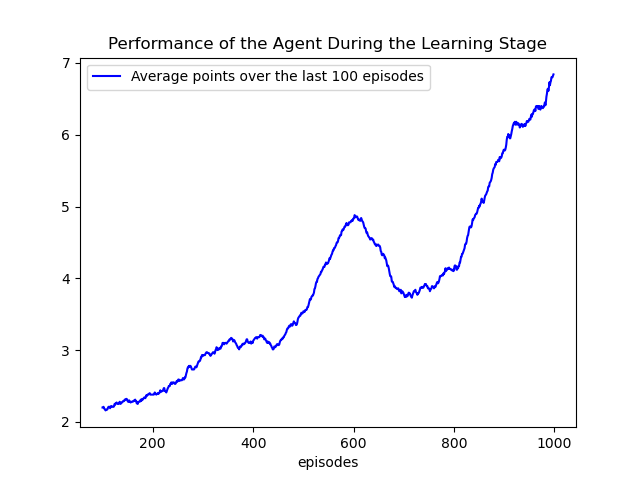 Performance of the Agent During the Learning Stage
Average points over the last 100 episodes
7
6
5
4
3
2
200 400 600 800 1000
episodes